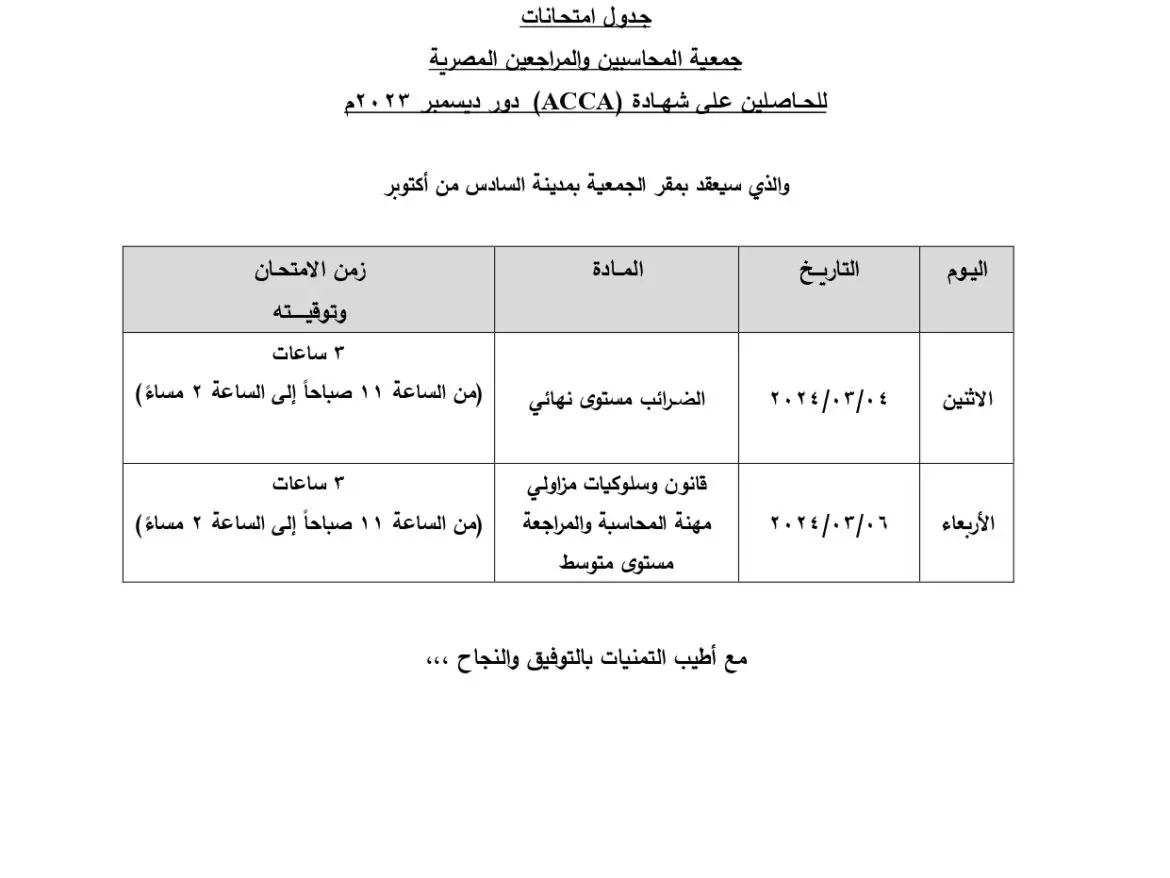 جدول امتحانات
جمعية المحاسبين والمراجعين المصرية
للحاصلين على شهادة (ACCA) دور ديسمبر ٢٠٢٣م
والذي سيعقد بمقر الجمعية بمدينة السادس من أكتوبر
اليوم
التاريخ
المادة
زمن الامتحان
وتوقيته
الاثنين
٢٠٢٤/٠٣/٠٤
الضرائب مستوى نهائي
٣ ساعات
(من الساعة ١١ صباحاً إلى الساعة ٢ مساءً)
الأربعاء
٢٠٢٤/٠٣/٠٦
قانون وسلوكيات مزاولي
مهنة المحاسبة والمراجعة
مستوى متوسط
٣ ساعات
(من الساعة ١١ صباحاً إلى الساعة ٢ مساءً)
مع أطيب التمنيات بالتوفيق والنجاح ،،،